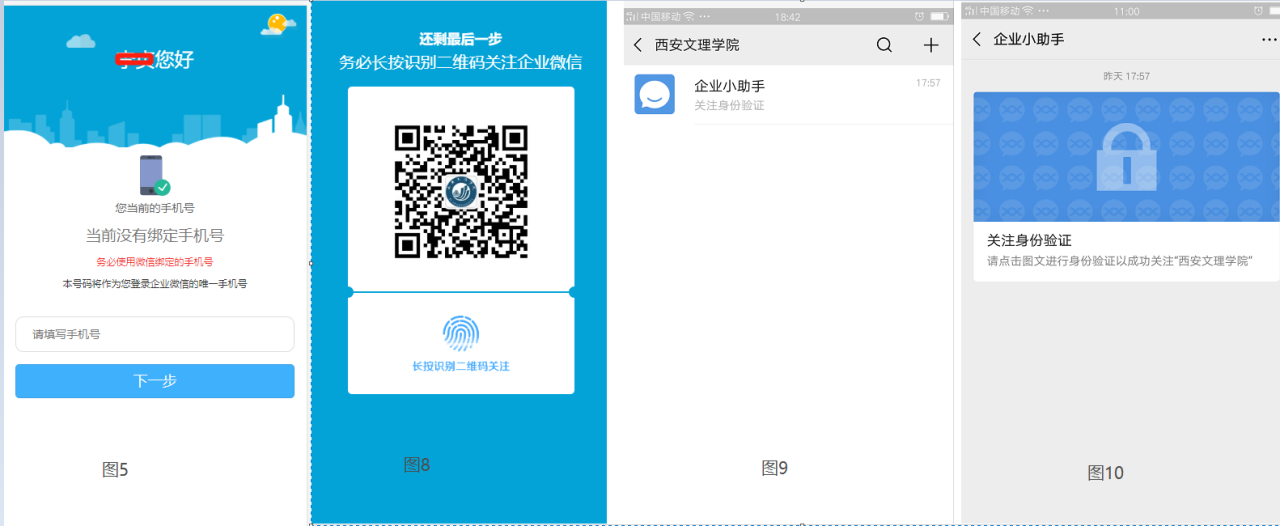 您好
您当前的手机号
当前没有绑定手机号
务必使用微信绑定的手机号
本号码将作为您登录企业微信的唯一手机号
请填写手机号
下一步
图5
还剩最后一步
务必长按识别二维码关注企业微信
长按识别二维码关注
图8
中国移动 18:42
西安文理学院
企业小助手 17:57
关注身份验证
图9
中国移动 11:00
企业小助手
昨天 17:57
关注身份验证
请点击图文进行身份验证以成功关注“西安文理学院”
图10